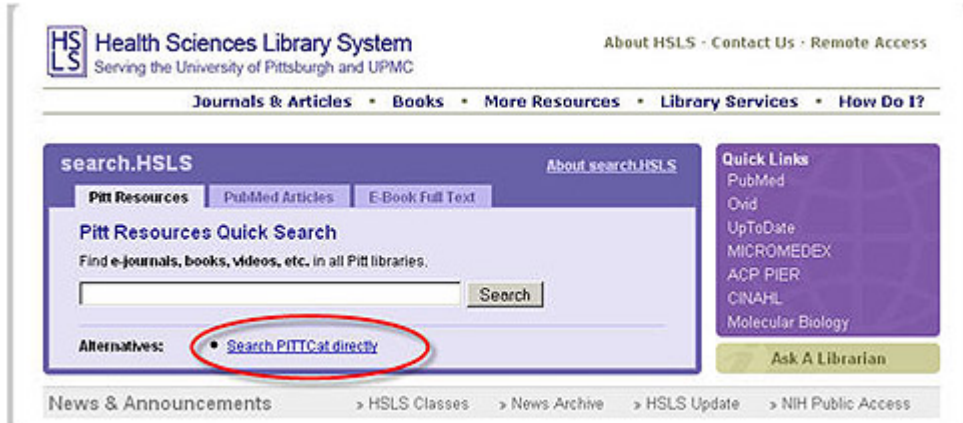 HSLS
Health Sciences Library System
Serving the University of Pittsburgh and UPMC
About HSLS · Contact Us · Remote Access
Journals & Articles • Books • More Resources • Library Services • How Do I?
search.HSLS
About search.HSLS
Pitt Resources PubMed Articles E-Book Full Text
Pitt Resources Quick Search
Find e-journals, books, videos, etc. in all Pitt libraries.
Search
Alternatives: • Search PITTCat directly
Quick Links
PubMed
Ovid
UpToDate
MICROMEDEX
ACP PIER
CINAHL
Molecular Biology
Ask A Librarian
News & Announcements » HSLS Classes » News Archive » HSLS Update » NIH Public Access